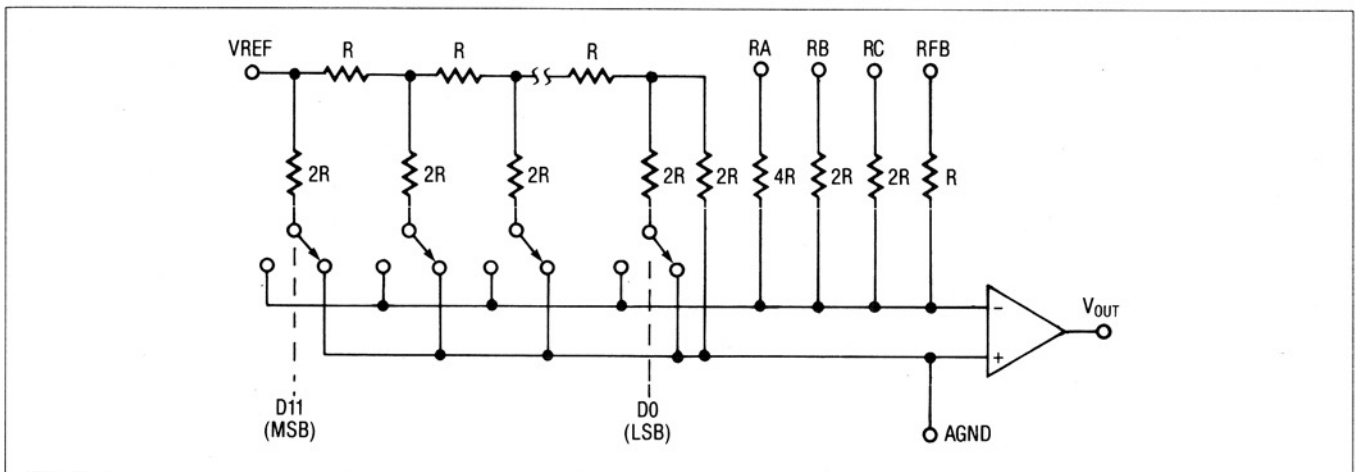 VREF R R R RA RB RC RFB
2R 2R 2R 2R 2R 4R 2R 2R R
- VOUT
+
D11 D0
(MSB) (LSB) AGND